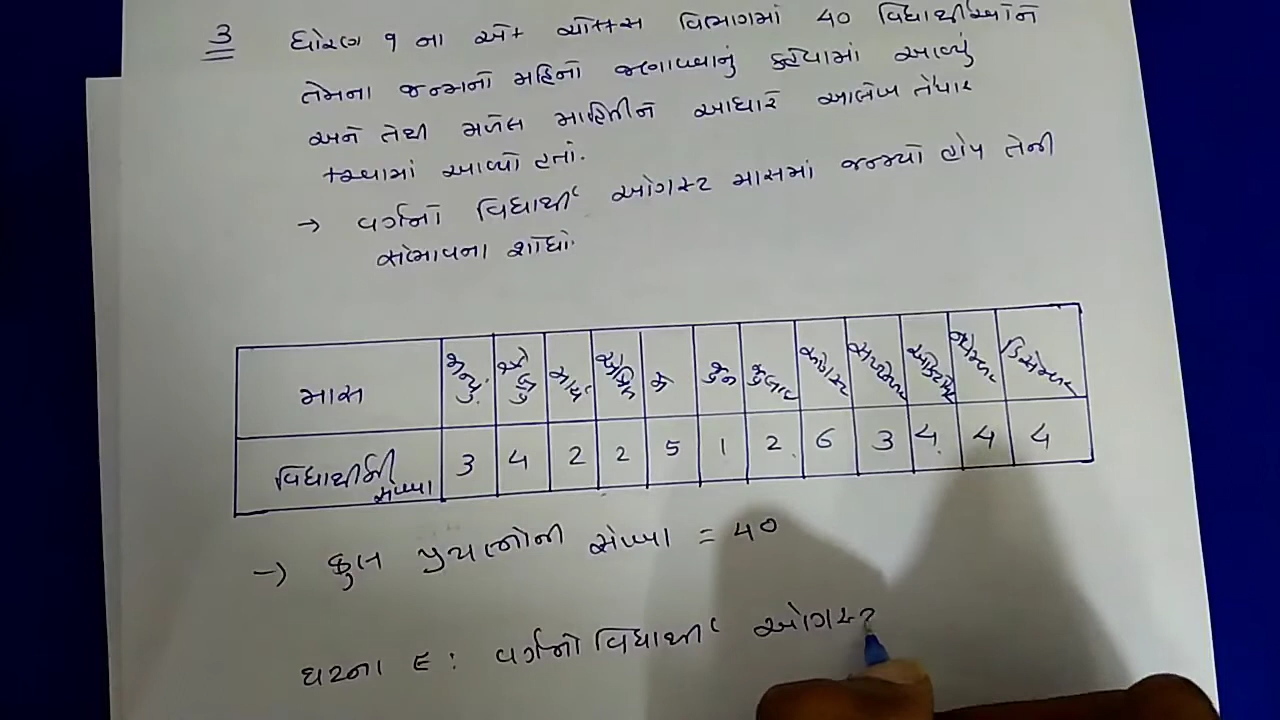 3 ધોરણ ૧ ના એક ચોક્કસ વિભાગમાં 40 વિદ્યાર્થીઓને
તેમના જન્મનો મહિનો જણાવવાનું કહેવામાં આવ્યું
અને તેથી મળેલ માહિતીને આધારે આલેખ તૈયાર
કરવામાં આવ્યો હતો.
→ વર્ગનો વિદ્યાર્થી ઓગસ્ટ માસમાં જન્મ્યો હોય તેની
સંભાવના શોધો.
માસ જાન્યુ. ફેબ્રુ માર્ચ એપ્રિલ મે જુન જુલાઈ ઓગસ્ટ સપ્ટેમ્બર ઓક્ટોબર નવેમ્બર ડિસેમ્બર
વિદ્યાર્થીની સંખ્યા 3 4 2 2 5 1 2 6 3 4 4 4
→ કુલ પ્રયત્નોની સંખ્યા = 40
ઘટના E : વર્ગનો વિદ્યાર્થી ઓગસ્ટ